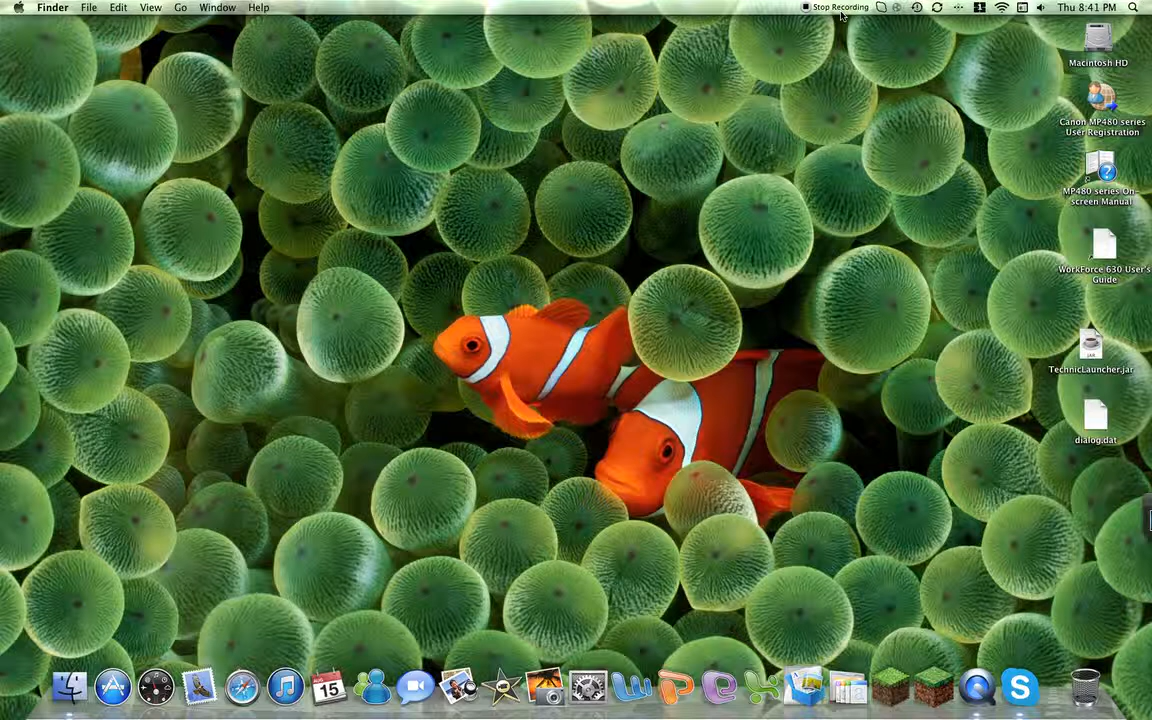 Finder File Edit View Go Window Help Stop Recording Thu 8:41 PM
Macintosh HD
Canon MP480 series
User Registration
MP480 series On-
screen Manual
WorkForce 630 User's
Guide
JAR
TechnicLauncher.jar
dialog.dat
15